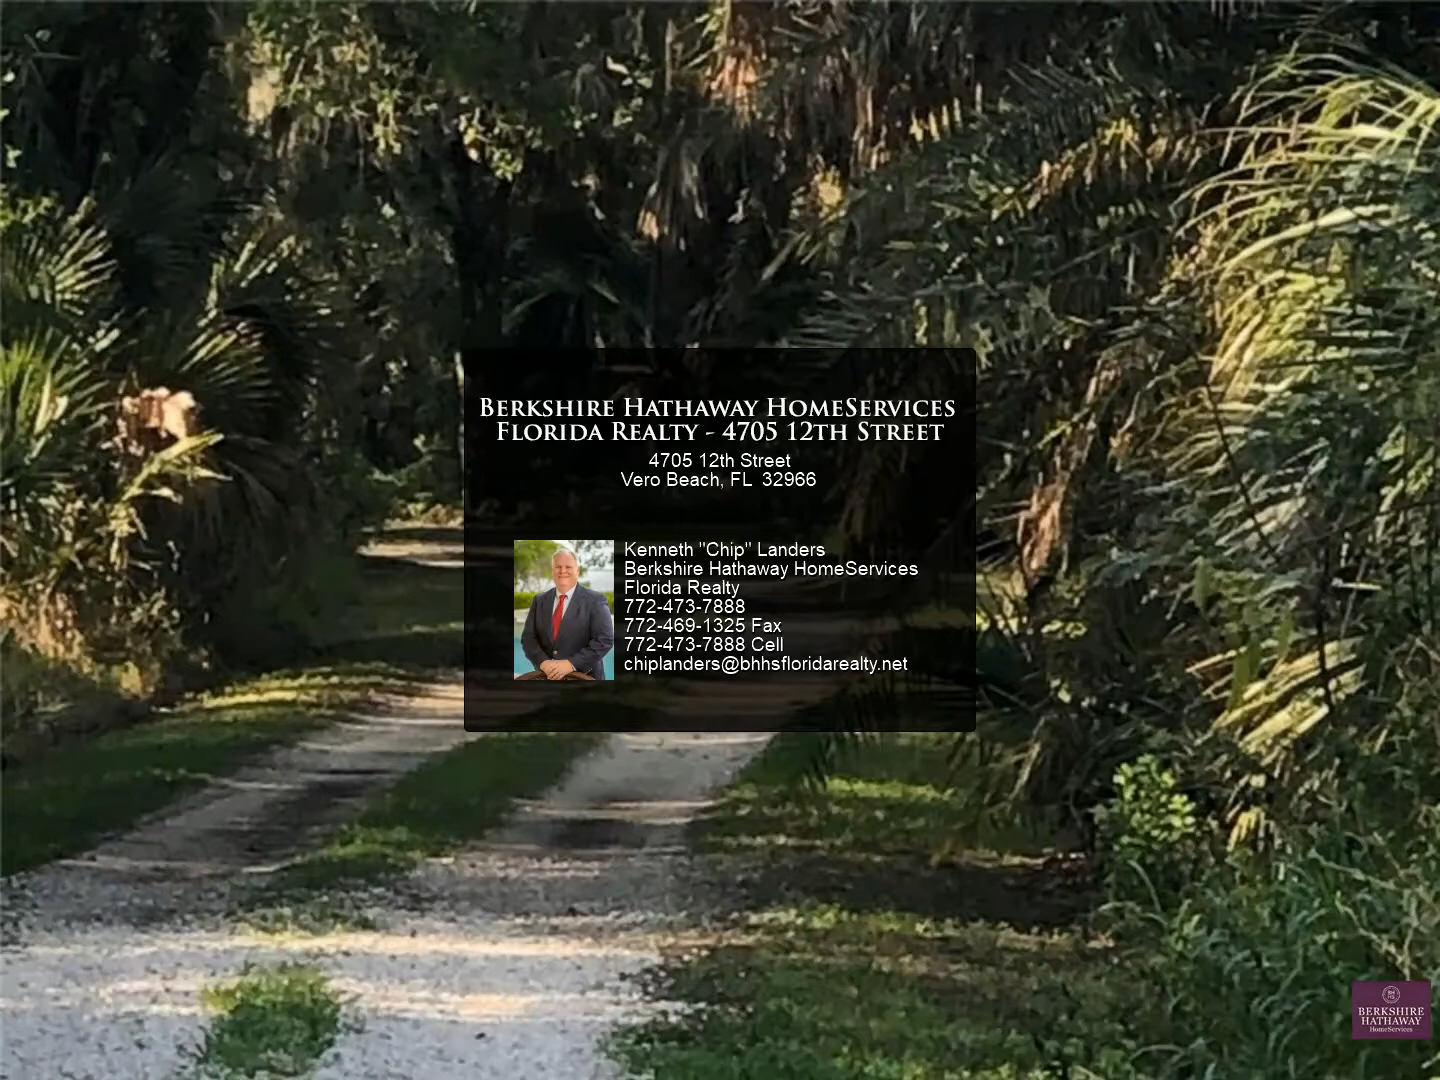 Berkshire Hathaway HomeServices
Florida Realty - 4705 12th Street
4705 12th Street
Vero Beach, FL  32966
Kenneth "Chip" Landers
Berkshire Hathaway HomeServices
Florida Realty
772-473-7888
772-469-1325 Fax
772-473-7888 Cell
chiplanders@bhhsfloridarealty.net
BERKSHIRE
HATHAWAY
HomeServices